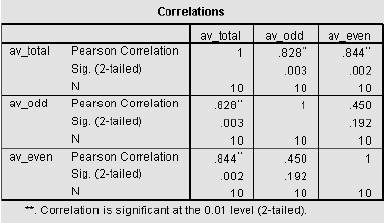 Correlations
av_total av_odd av_even
av_total Pearson Correlation 1 .828** .844**
Sig. (2-tailed) .003 .002
N 10 10 10
av_odd Pearson Correlation .828** 1 .450
Sig. (2-tailed) .003 .192
N 10 10 10
av_even Pearson Correlation .844** .450 1
Sig. (2-tailed) .002 .192
N 10 10 10
**. Correlation is significant at the 0.01 level (2-tailed).